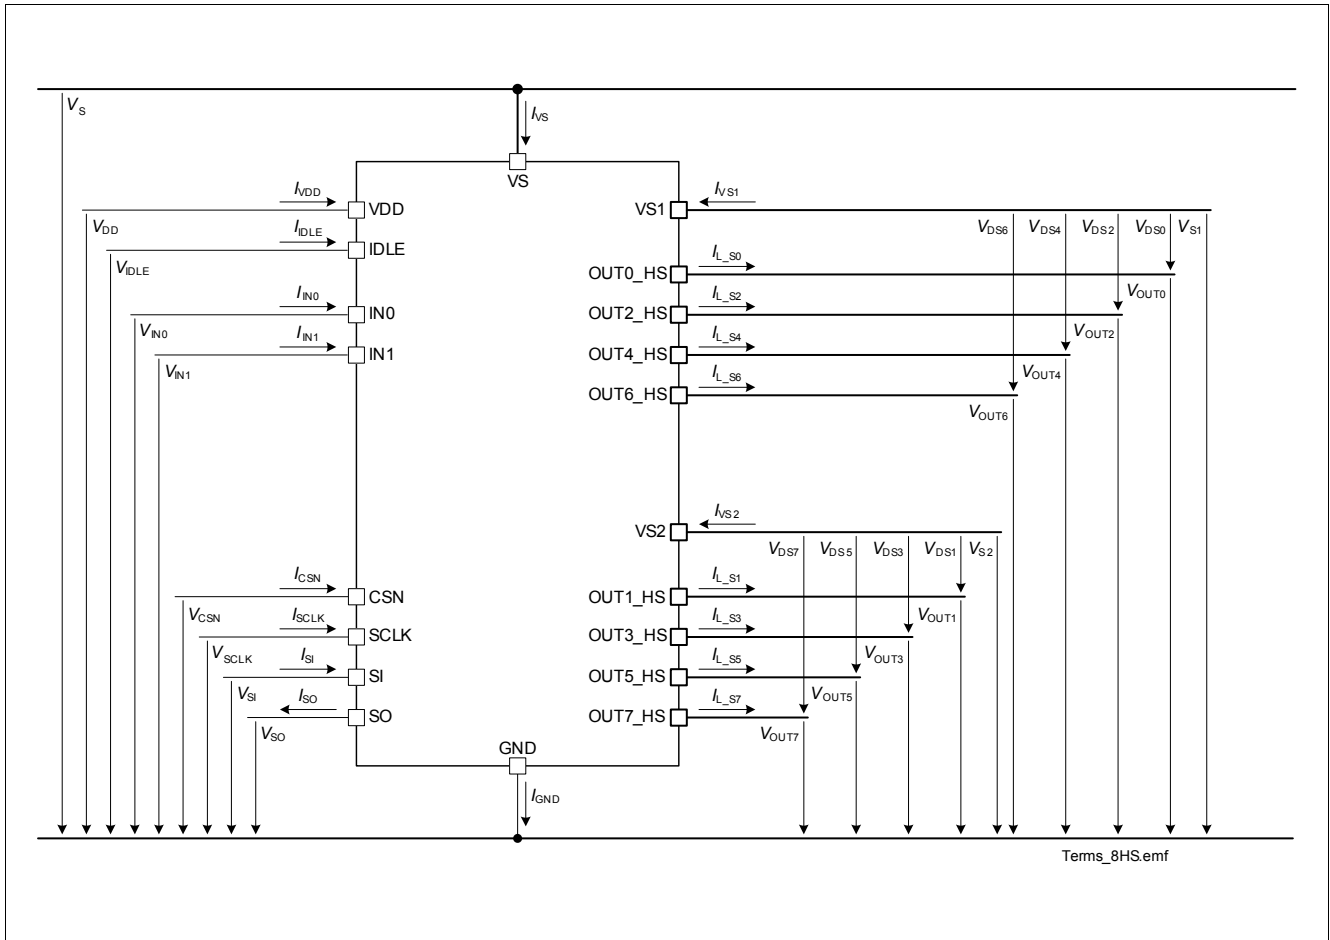 VS
IVS
VS
IVDD
VDD
VDD
IIDLE
IDLE
VIDLE
IIN0
IN0
VIN0
IIN1
IN1
VIN1
IVS1
VS1
VDS6 VDS4 VDS2 VDS0 VS1
IL_S0
OUT0_HS
VOUT0
IL_S2
OUT2_HS
VOUT2
IL_S4
OUT4_HS
VOUT4
IL_S6
OUT6_HS
VOUT6
IVS2
VS2
VDS7 VDS5 VDS3 VDS1 VS2
ICSN
CSN
VCSN
IL_S1
OUT1_HS
VOUT1
ISCLK
SCLK
VSCLK
IL_S3
OUT3_HS
VOUT3
ISI
SI
VSI
IL_S5
OUT5_HS
VOUT5
ISO
SO
VSO
IL_S7
OUT7_HS
VOUT7
GND
IGND
Terms_8HS.emf